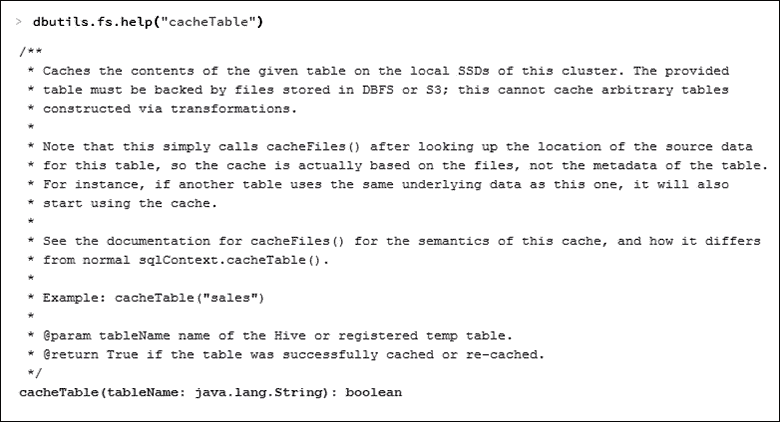 > dbutils.fs.help("cacheTable")
/**
* Caches the contents of the given table on the local SSDs of this cluster. The provided
* table must be backed by files stored in DBFS or S3; this cannot cache arbitrary tables
* constructed via transformations.
*
* Note that this simply calls cacheFiles() after looking up the location of the source data
* for this table, so the cache is actually based on the files, not the metadata of the table.
* For instance, if another table uses the same underlying data as this one, it will also
* start using the cache.
*
* See the documentation for cacheFiles() for the semantics of this cache, and how it differs
* from normal sqlContext.cacheTable().
*
* Example: cacheTable("sales")
*
* @param tableName name of the Hive or registered temp table.
* @return True if the table was successfully cached or re-cached.
*/
cacheTable(tableName: java.lang.String): boolean